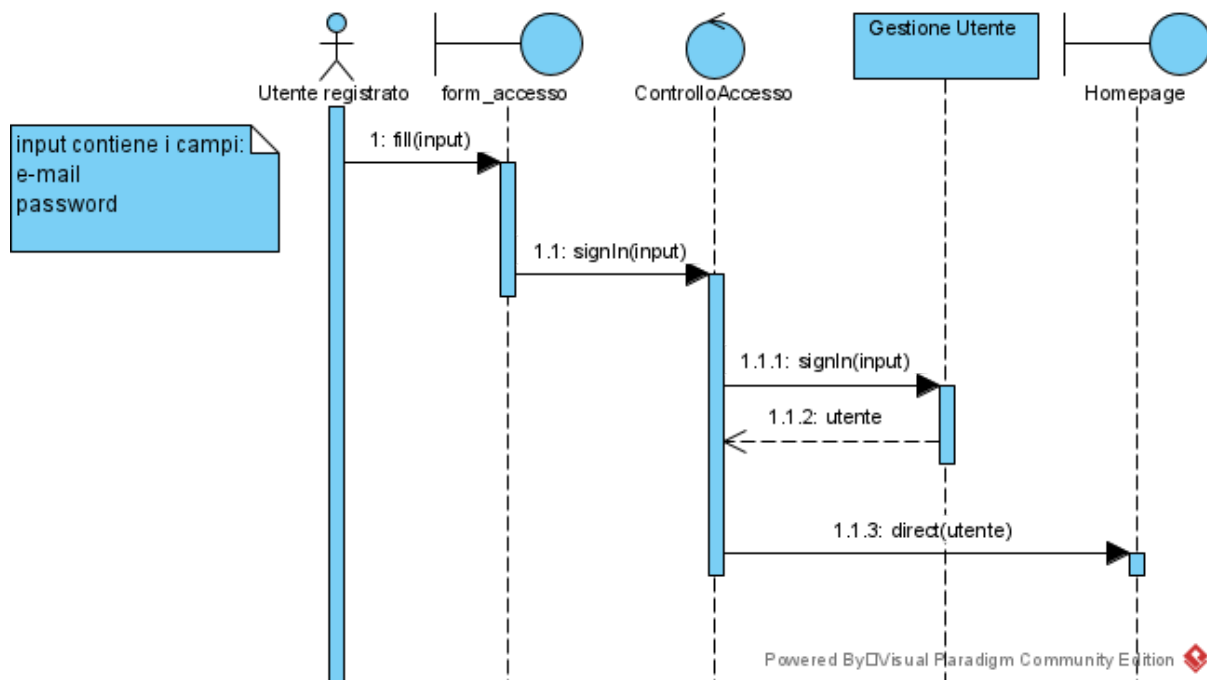 Gestione Utente
Utente registrato
form_accesso
ControlloAccesso
Homepage
input contiene i campi:
e-mail
password
1: fill(input)
1.1: signIn(input)
1.1.1: signIn(input)
1.1.2: utente
1.1.3: direct(utente)
Powered By□Visual Paradigm Community Edition